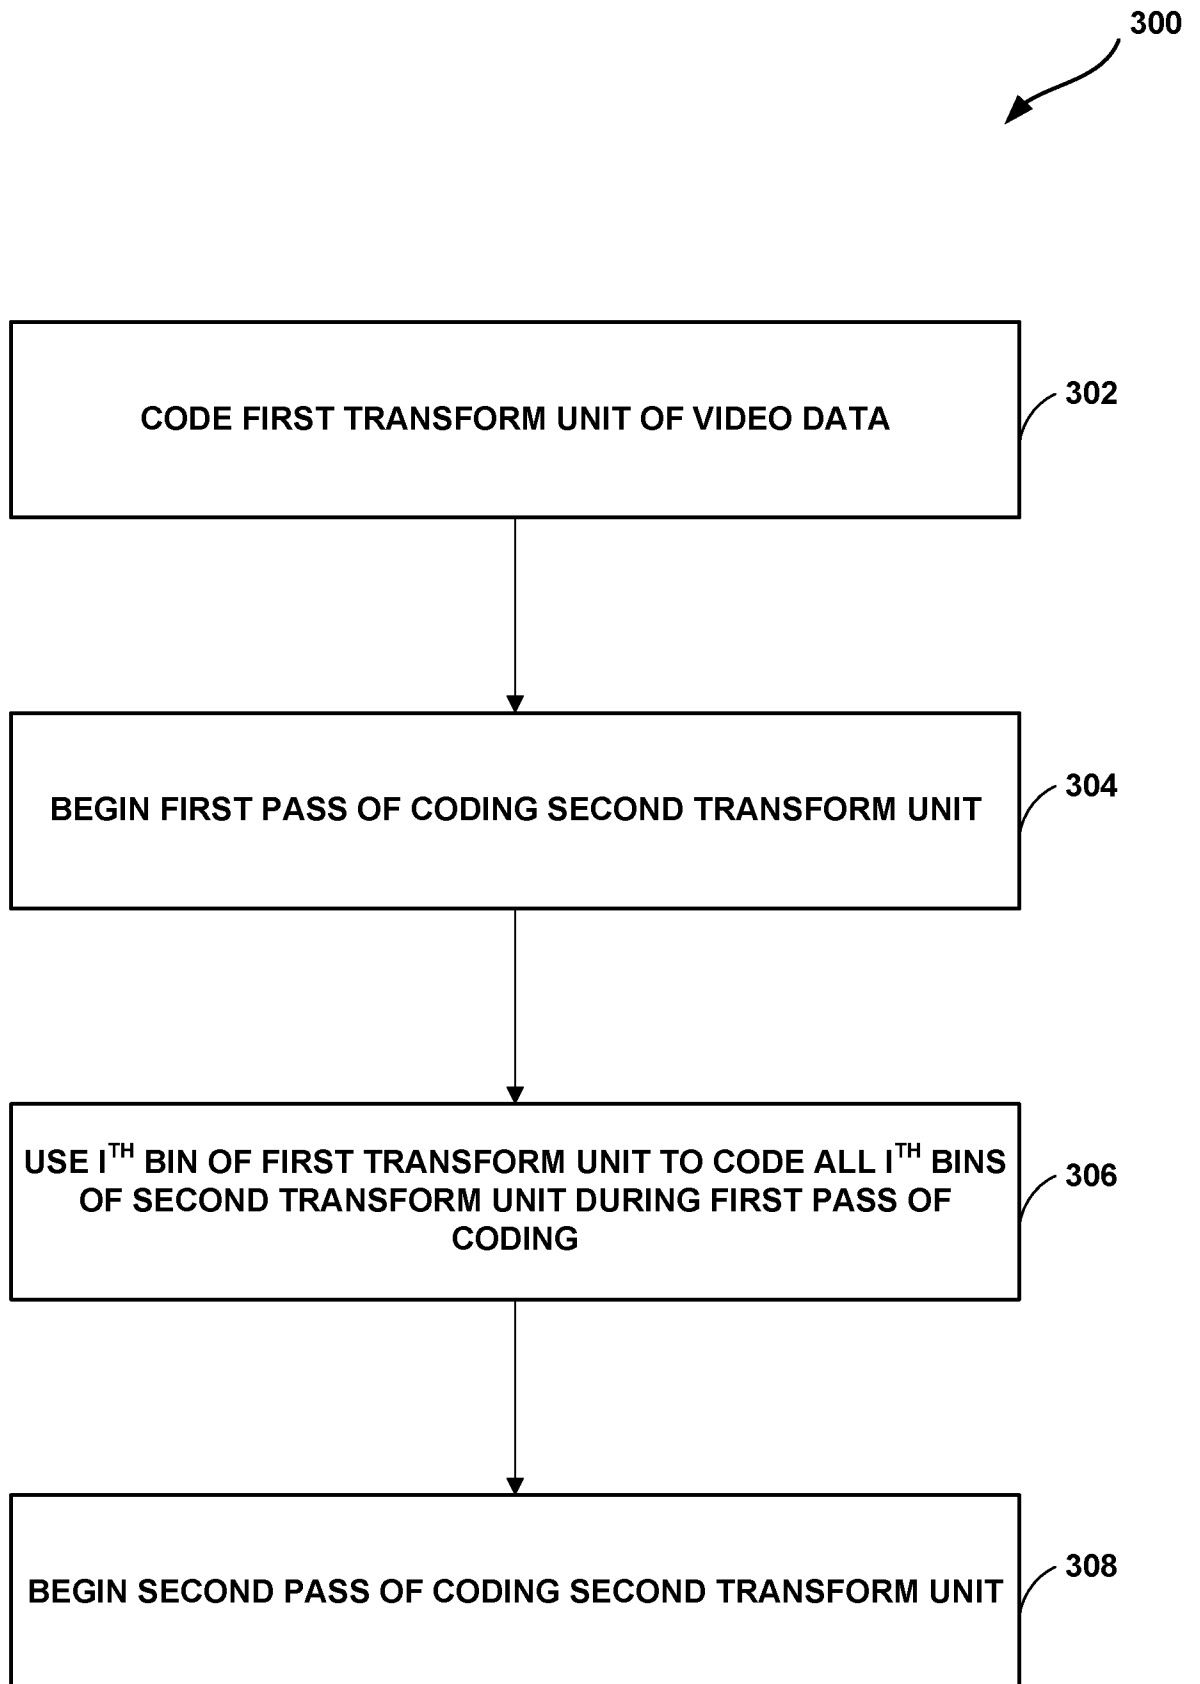 300
CODE FIRST TRANSFORM UNIT OF VIDEO DATA
302
BEGIN FIRST PASS OF CODING SECOND TRANSFORM UNIT
304
USE I^TH BIN OF FIRST TRANSFORM UNIT TO CODE ALL I^TH BINS
OF SECOND TRANSFORM UNIT DURING FIRST PASS OF
CODING
306
BEGIN SECOND PASS OF CODING SECOND TRANSFORM UNIT
308